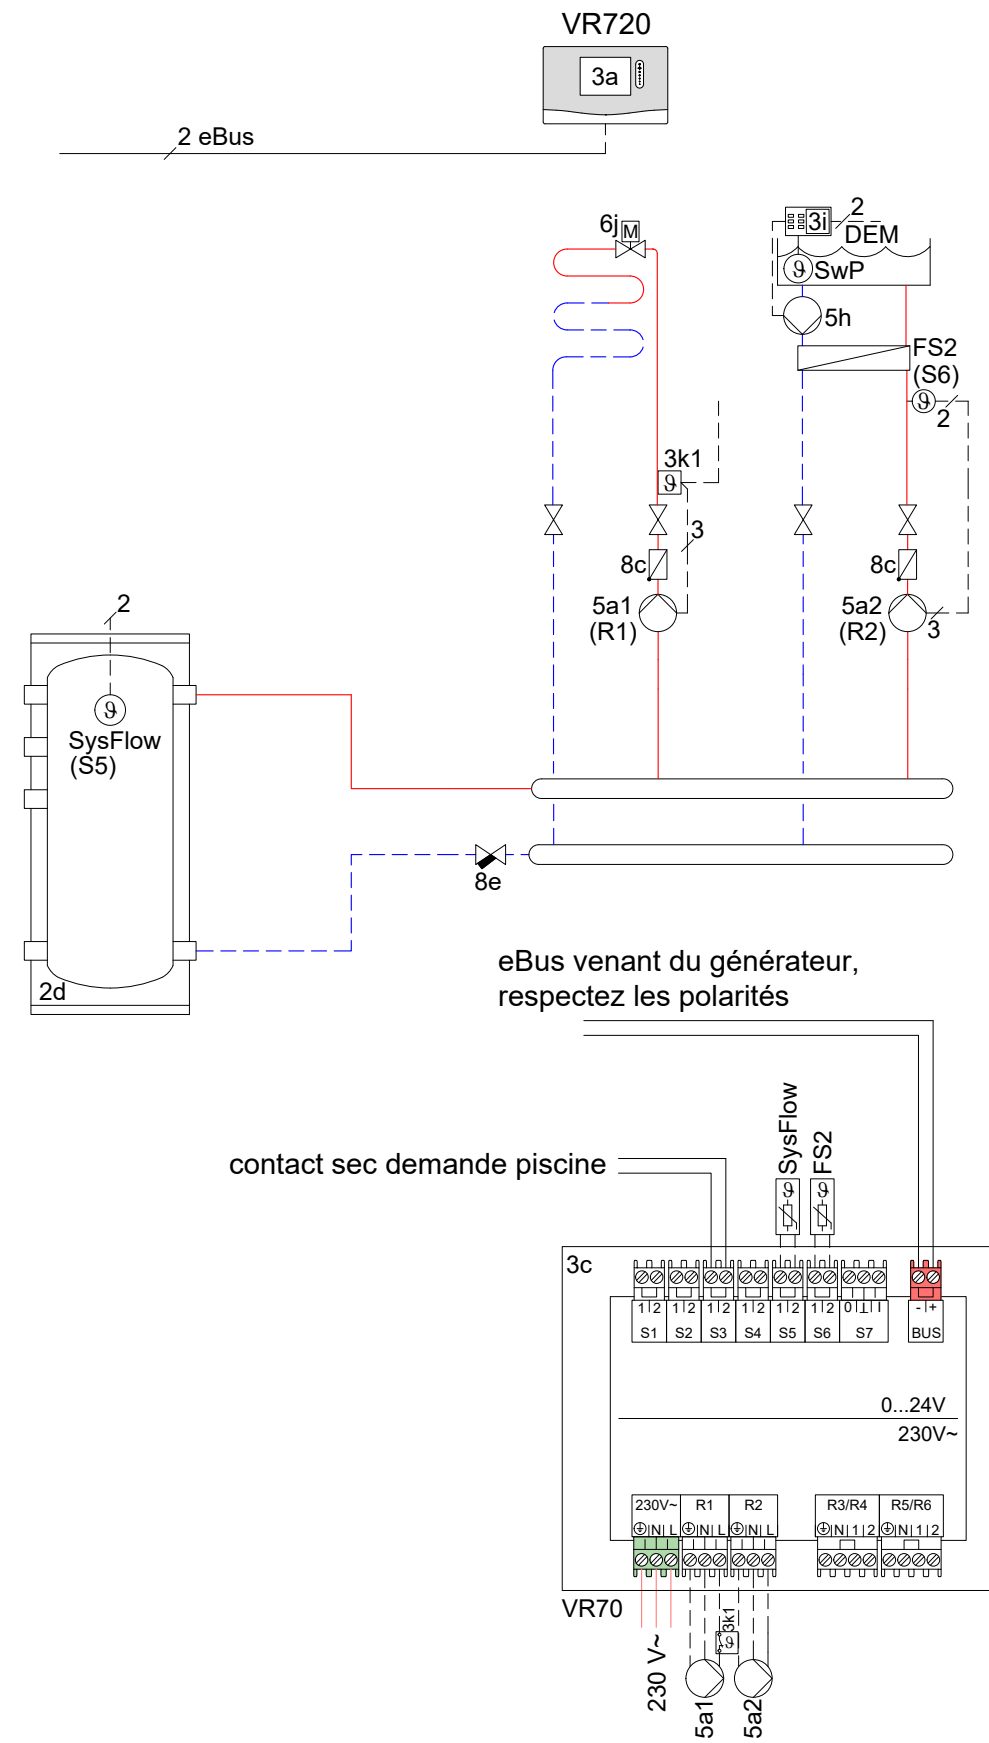 VR720
3a
2 eBus
6j
M
3i
2
DEM
ϑ
SwP
5h
FS2
(S6)
ϑ
2
3k1
ϑ
3
8c
8c
5a1
(R1)
5a2
(R2)
3
2
ϑ
SysFlow
(S5)
2d
8e
eBus venant du générateur,
respectez les polarités
contact sec demande piscine
SysFlow
FS2
ϑ
ϑ
3c
1 2
1 2
1 2
1 2
1 2
1 2
0 ⊥ I
- +
S1
S2
S3
S4
S5
S6
S7
BUS
0...24V
230V~
230V~
R1
R2
R3/R4
R5/R6
N L
N L
N L
N 1 2
N 1 2
VR70
3k1
ϑ
230 V~
5a1
5a2